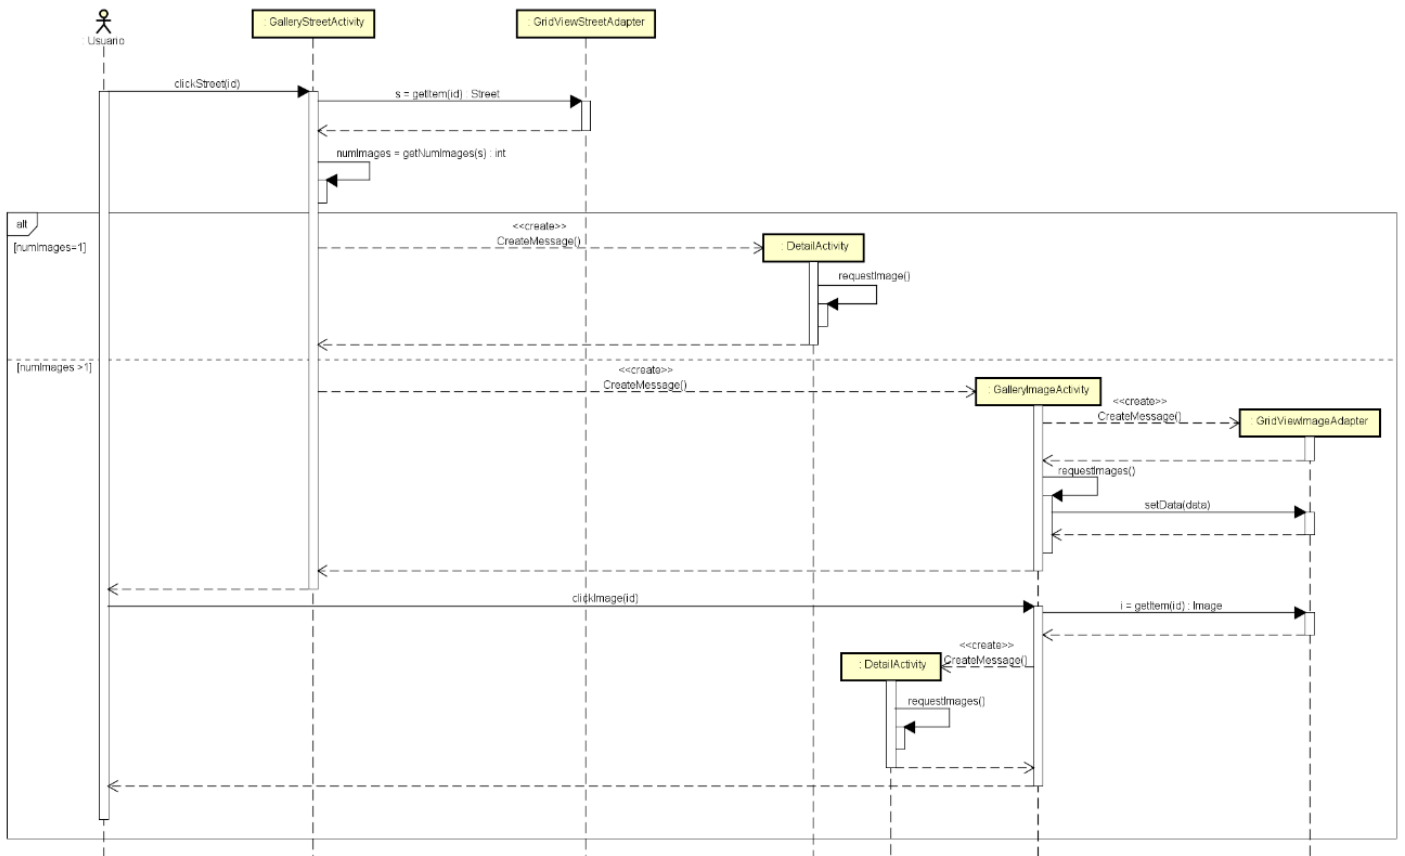 : GalleryStreetActivity
: GridViewStreetAdapter
: Usuario
clickStreet(id)
s = getItem(id) : Street
numImages = getNumImages(s) : int
alt
[numImages=1]
<<create>>
CreateMessage()
: DetailActivity
requestImage()
[numImages >1]
<<create>>
CreateMessage()
: GalleryImageActivity
<<create>>
CreateMessage()
: GridViewImageAdapter
requestImages()
setData(data)
clickImage(id)
i = getItem(id) : Image
<<create>>
CreateMessage()
: DetailActivity
requestImages()